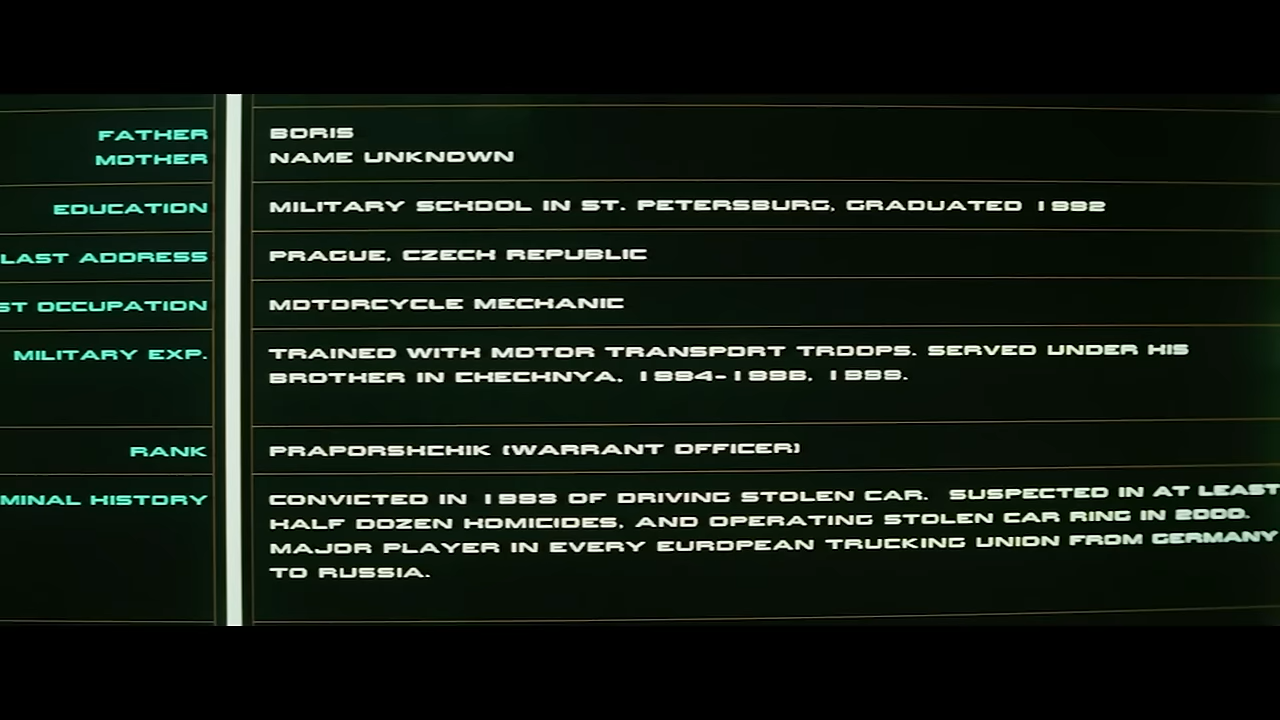 FATHER BORIS
MOTHER NAME UNKNOWN
EDUCATION MILITARY SCHOOL IN ST. PETERSBURG, GRADUATED 1992
LAST ADDRESS PRAGUE, CZECH REPUBLIC
ST OCCUPATION MOTORCYCLE MECHANIC
MILITARY EXP. TRAINED WITH MOTOR TRANSPORT TROOPS. SERVED UNDER HIS
BROTHER IN CHECHNYA, 1994-1996, 1999.
RANK PRAPORSHCHIK (WARRANT OFFICER)
MINAL HISTORY CONVICTED IN 1993 OF DRIVING STOLEN CAR. SUSPECTED IN AT LEAST
HALF DOZEN HOMICIDES, AND OPERATING STOLEN CAR RING IN 2000.
MAJOR PLAYER IN EVERY EUROPEAN TRUCKING UNION FROM GERMANY
TO RUSSIA.